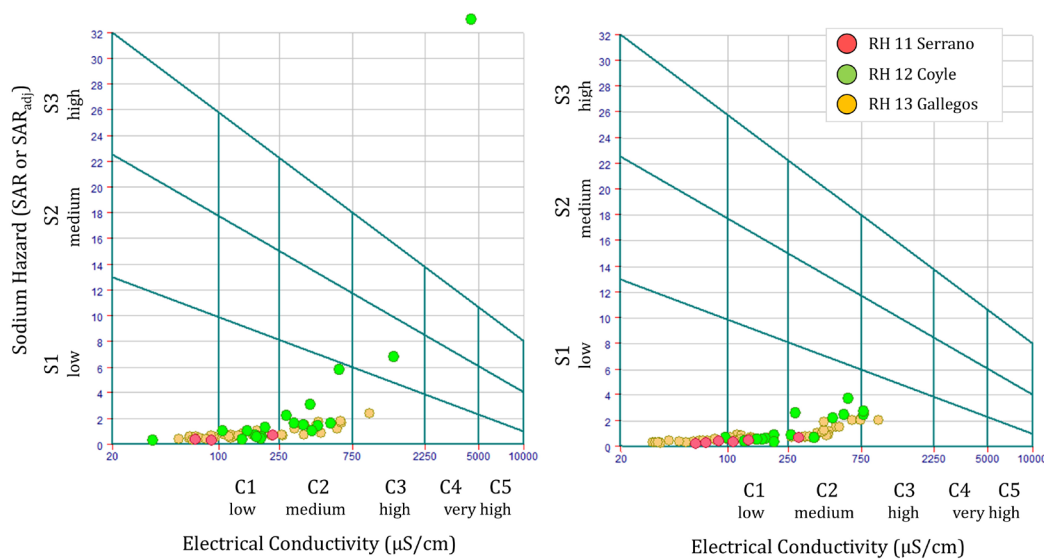 Sodium Hazard (SAR or SARadj)
S3
high
S2
medium
S1
low
32
30
28
26
24
22
20
18
16
14
12
10
8
6
4
2
0
20
100
250
750
2250
5000
10000
C1
low
C2
medium
C3
high
C4
C5
very high
Electrical Conductivity (µS/cm)
RH 11 Serrano
RH 12 Coyle
RH 13 Gallegos
S3
high
S2
medium
S1
low
32
30
28
26
24
22
20
18
16
14
12
10
8
6
4
2
0
20
100
250
750
2250
5000
10000
C1
low
C2
medium
C3
high
C4
C5
very high
Electrical Conductivity (µS/cm)